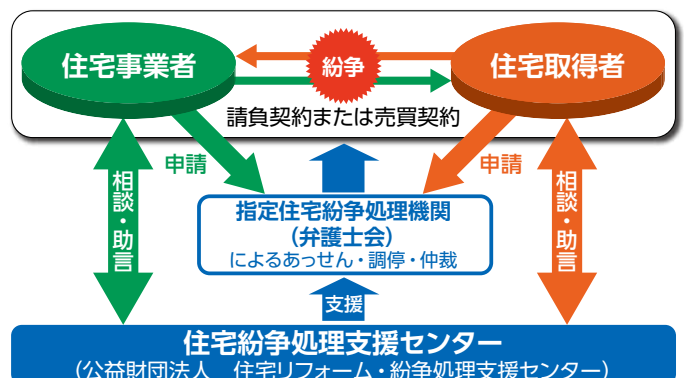 住宅事業者
紛争
住宅取得者
請負契約または売買契約
申請
申請
相談・助言
指定住宅紛争処理機関
（弁護士会）
によるあっせん・調停・仲裁
相談・助言
支援
住宅紛争処理支援センター
（公益財団法人　住宅リフォーム・紛争処理支援センター）